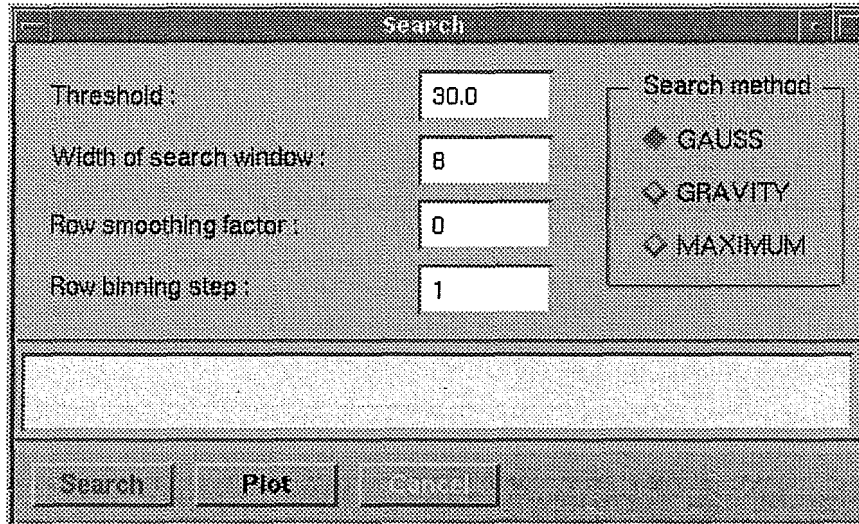 Search
Threshold :
30.0
Width of search window :
8
Row smoothing factor :
0
Row binning step :
1
Search method
GAUSS
GRAVITY
MAXIMUM
Search
Plot
Cancel